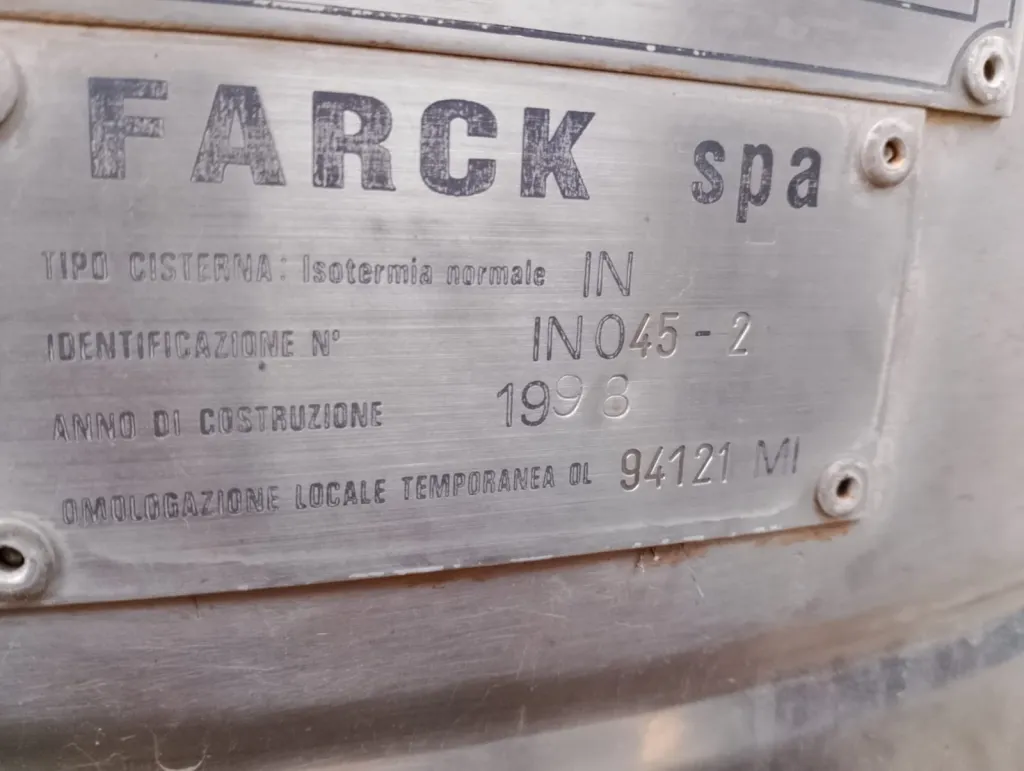 FARCK spa
TIPO CISTERNA: Isotermia normale IN
IDENTIFICAZIONE N° IN045-2
ANNO DI COSTRUZIONE 1998
OMOLOGAZIONE LOCALE TEMPORANEA OL 94121 MI